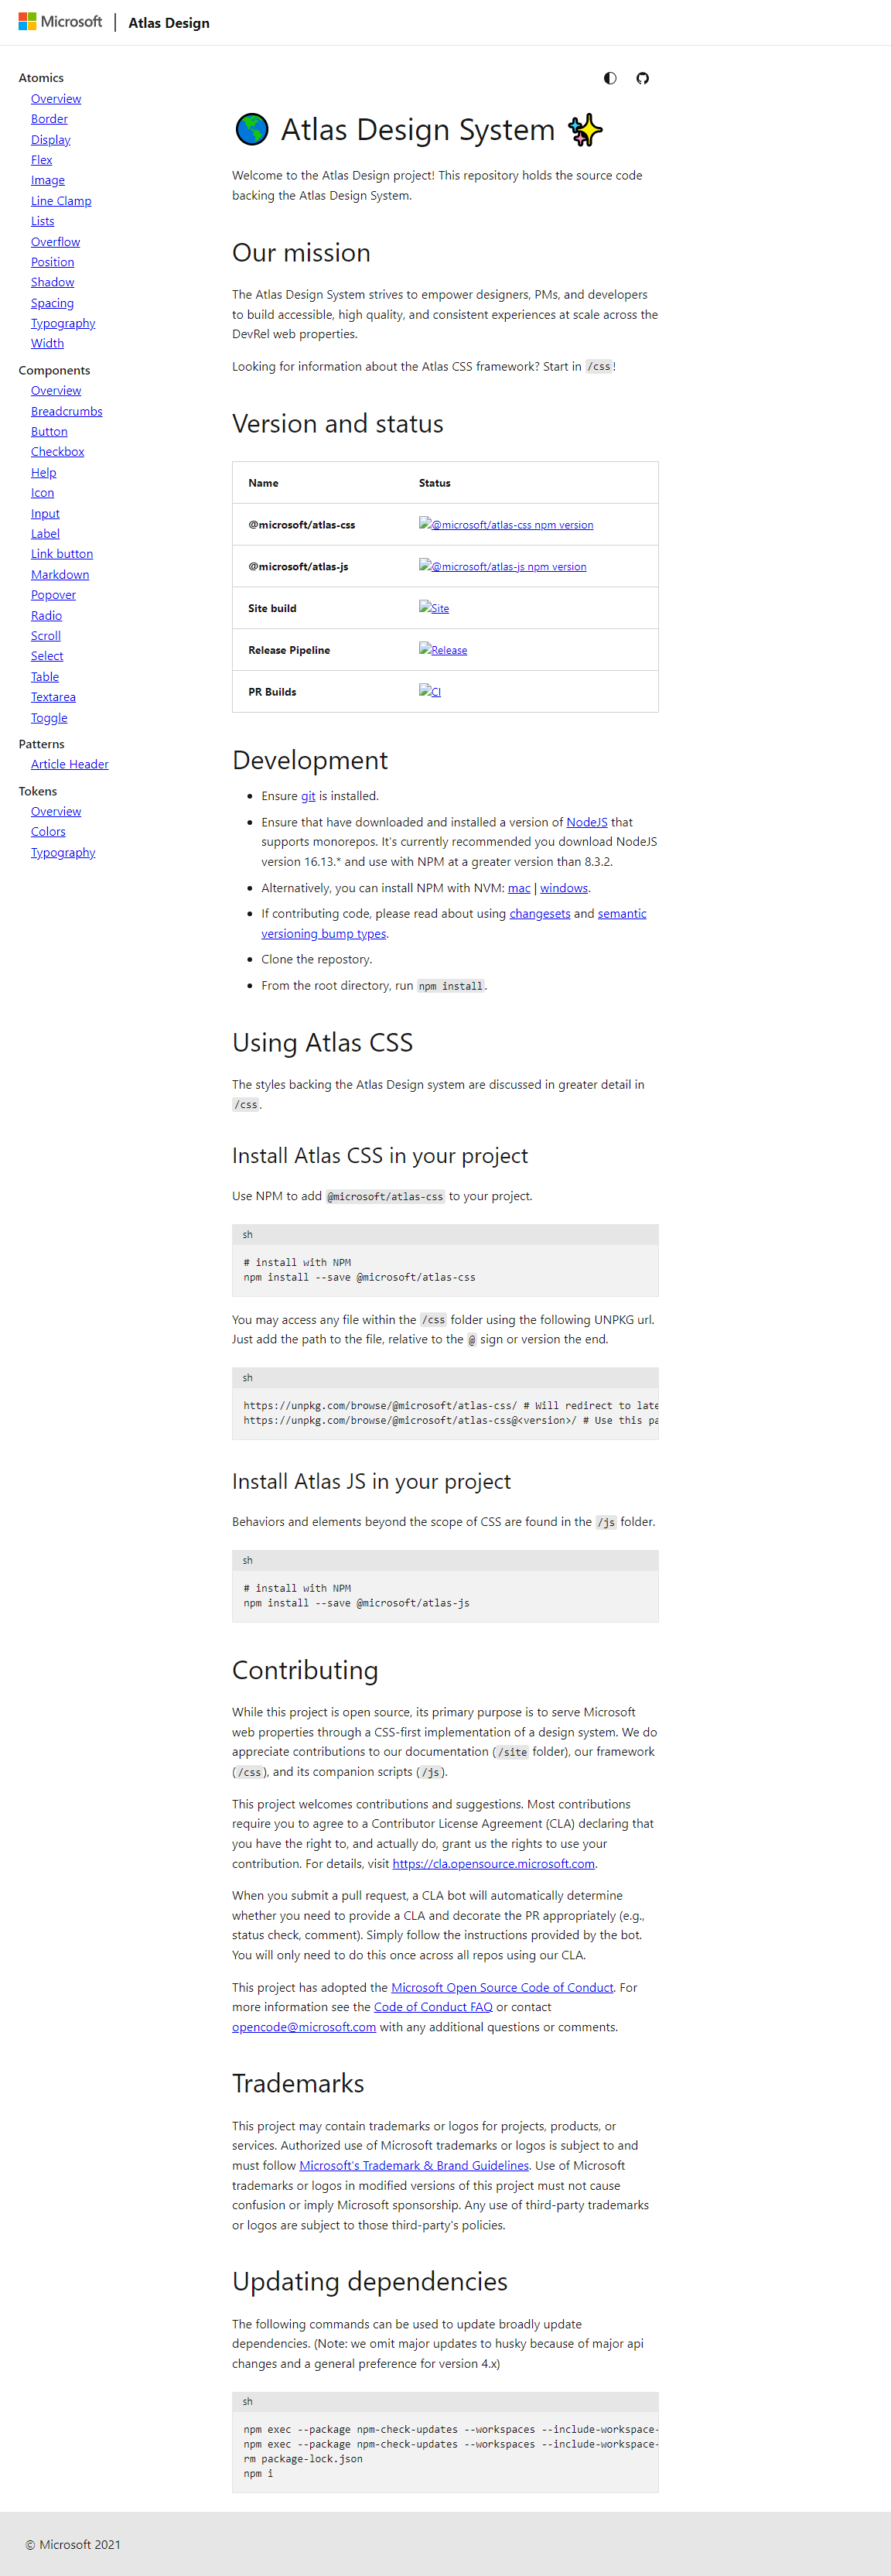 Microsoft | Atlas Design
Atomics
Overview
Border
Display
Flex
Image
Line Clamp
Lists
Overflow
Position
Shadow
Spacing
Typography
Width
Components
Overview
Breadcrumbs
Button
Checkbox
Help
Icon
Input
Label
Link button
Markdown
Popover
Radio
Scroll
Select
Table
Textarea
Toggle
Patterns
Article Header
Tokens
Overview
Colors
Typography
🌎 Atlas Design System ✨
Welcome to the Atlas Design project! This repository holds the source code
backing the Atlas Design System.
Our mission
The Atlas Design System strives to empower designers, PMs, and developers
to build accessible, high quality, and consistent experiences at scale across the
DevRel web properties.
Looking for information about the Atlas CSS framework? Start in /css!
Version and status
Name Status
@microsoft/atlas-css @microsoft/atlas-css npm version
@microsoft/atlas-js @microsoft/atlas-js npm version
Site build Site
Release Pipeline Release
PR Builds CI
Development
• Ensure git is installed.
• Ensure that have downloaded and installed a version of NodeJS that
supports monorepos. It's currently recommended you download NodeJS
version 16.13.* and use with NPM at a greater version than 8.3.2.
• Alternatively, you can install NPM with NVM: mac | windows.
• If contributing code, please read about using changesets and semantic
versioning bump types.
• Clone the repostory.
• From the root directory, run npm install.
Using Atlas CSS
The styles backing the Atlas Design system are discussed in greater detail in
/css.
Install Atlas CSS in your project
Use NPM to add @microsoft/atlas-css to your project.
sh
# install with NPM
npm install --save @microsoft/atlas-css
You may access any file within the /css folder using the following UNPKG url.
Just add the path to the file, relative to the @ sign or version the end.
sh
https://unpkg.com/browse/@microsoft/atlas-css/ # Will redirect to late
https://unpkg.com/browse/@microsoft/atlas-css@<version>/ # Use this pa
Install Atlas JS in your project
Behaviors and elements beyond the scope of CSS are found in the /js folder.
sh
# install with NPM
npm install --save @microsoft/atlas-js
Contributing
While this project is open source, its primary purpose is to serve Microsoft
web properties through a CSS-first implementation of a design system. We do
appreciate contributions to our documentation (/site folder), our framework
(/css), and its companion scripts (/js).
This project welcomes contributions and suggestions. Most contributions
require you to agree to a Contributor License Agreement (CLA) declaring that
you have the right to, and actually do, grant us the rights to use your
contribution. For details, visit https://cla.opensource.microsoft.com.
When you submit a pull request, a CLA bot will automatically determine
whether you need to provide a CLA and decorate the PR appropriately (e.g.,
status check, comment). Simply follow the instructions provided by the bot.
You will only need to do this once across all repos using our CLA.
This project has adopted the Microsoft Open Source Code of Conduct. For
more information see the Code of Conduct FAQ or contact
opencode@microsoft.com with any additional questions or comments.
Trademarks
This project may contain trademarks or logos for projects, products, or
services. Authorized use of Microsoft trademarks or logos is subject to and
must follow Microsoft's Trademark & Brand Guidelines. Use of Microsoft
trademarks or logos in modified versions of this project must not cause
confusion or imply Microsoft sponsorship. Any use of third-party trademarks
or logos are subject to those third-party's policies.
Updating dependencies
The following commands can be used to update broadly update
dependencies. (Note: we omit major updates to husky because of major api
changes and a general preference for version 4.x)
sh
npm exec --package npm-check-updates --workspaces --include-workspace-
npm exec --package npm-check-updates --workspaces --include-workspace-
rm package-lock.json
npm i
© Microsoft 2021